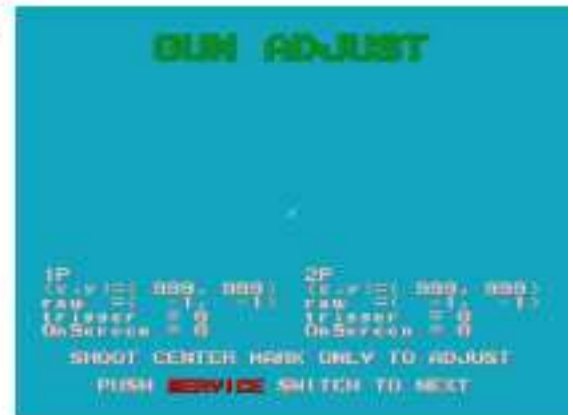 GUN ADJUST
1P 2P
(x,y)=( 999, 999) (x,y)=( 999, 999)
raw =( -1, -1) raw =( -1, -1)
trigger = 0 trigger = 0
OnScreen = 0 OnScreen = 0
SHOOT CENTER MARK ONLY TO ADJUST
PUSH SERVICE SWITCH TO NEXT